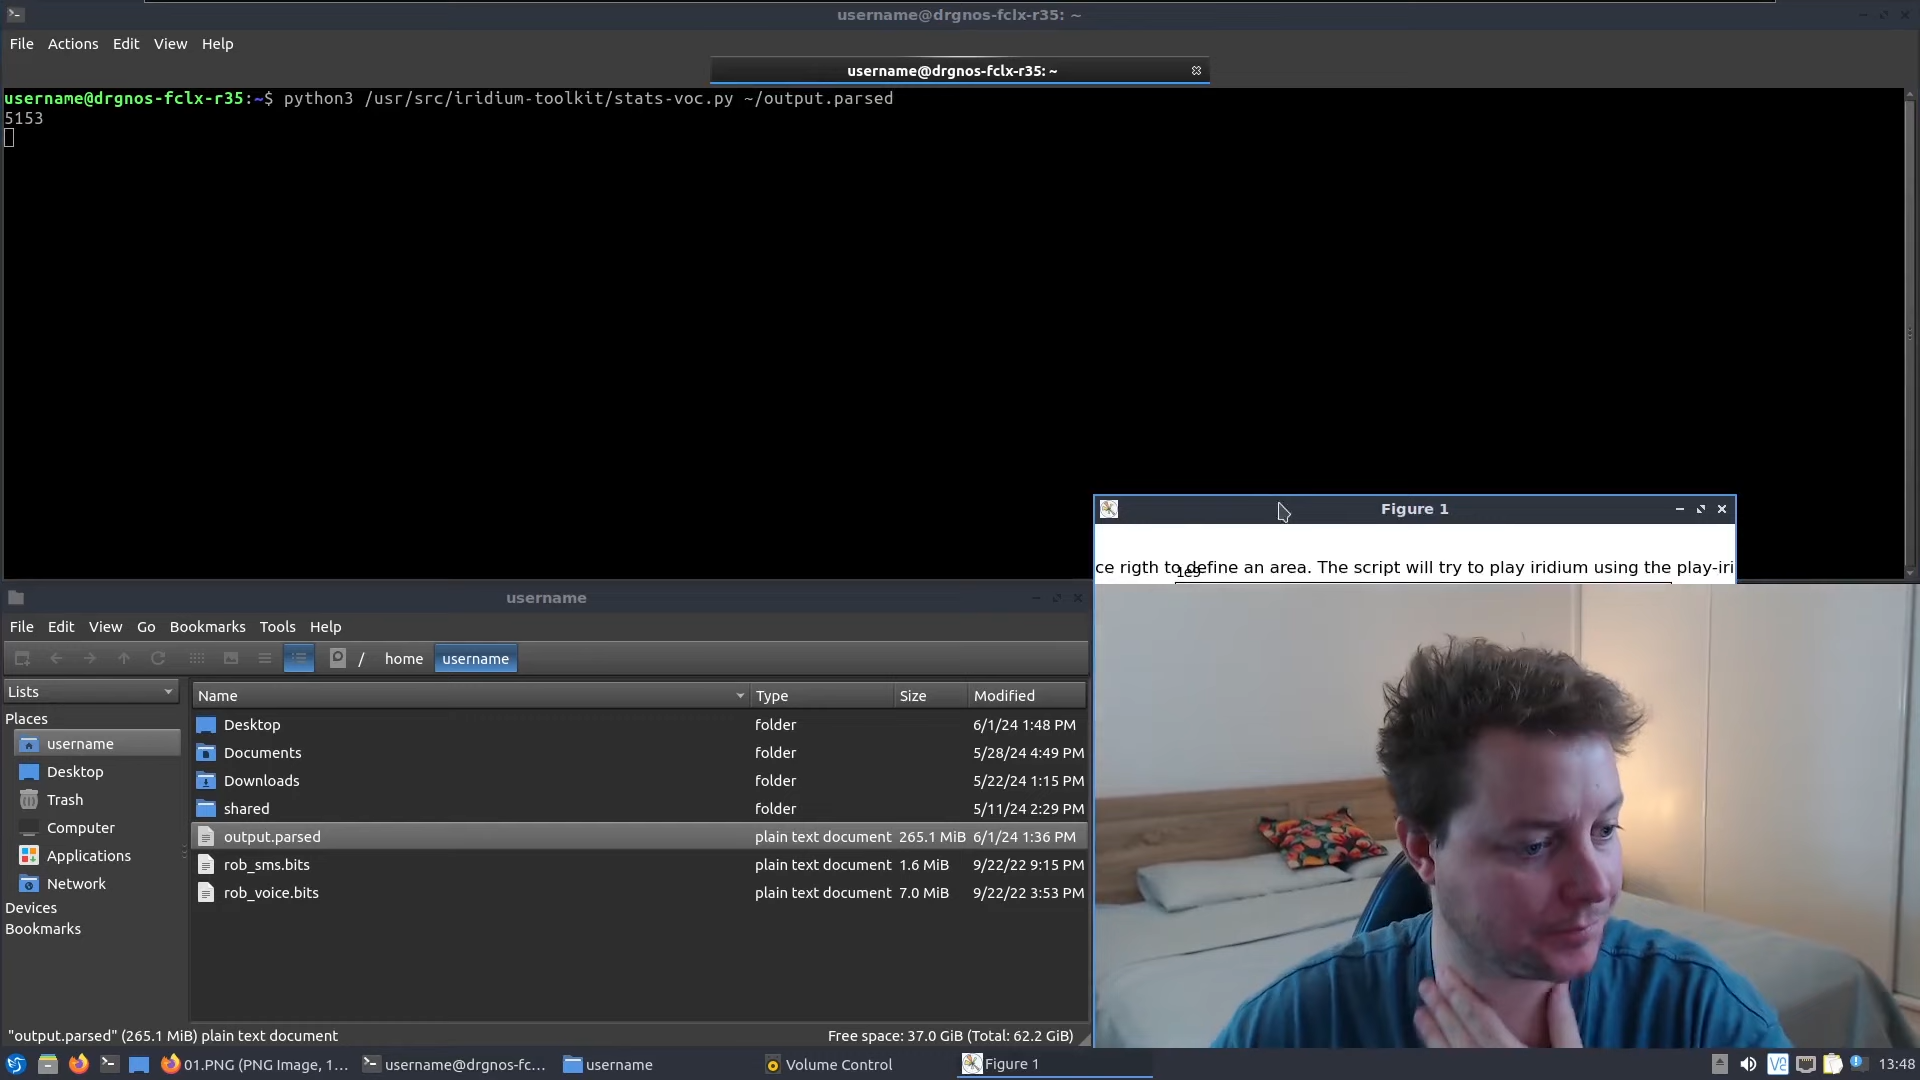 username@drgnos-fclx-r35: ~
File Actions Edit View Help
username@drgnos-fclx-r35: ~
username@drgnos-fclx-r35:~$ python3 /usr/src/iridium-toolkit/stats-voc.py ~/output.parsed
5153
Figure 1
ce rigth to define an area. The script will try to play iridium using the play-iri
1e9
username
File Edit View Go Bookmarks Tools Help
/ home username
Lists
Name Type Size Modified
Places
username
Desktop
Trash
Computer
Applications
Network
Devices
Bookmarks
Desktop folder 6/1/24 1:48 PM
Documents folder 5/28/24 4:49 PM
Downloads folder 5/22/24 1:15 PM
shared folder 5/11/24 2:29 PM
output.parsed plain text document 265.1 MiB 6/1/24 1:36 PM
rob_sms.bits plain text document 1.6 MiB 9/22/22 9:15 PM
rob_voice.bits plain text document 7.0 MiB 9/22/22 3:53 PM
"output.parsed" (265.1 MiB) plain text document Free space: 37.0 GiB (Total: 62.2 GiB)
01.PNG (PNG Image, 1... username@drgnos-fc... username Volume Control Figure 1 13:48